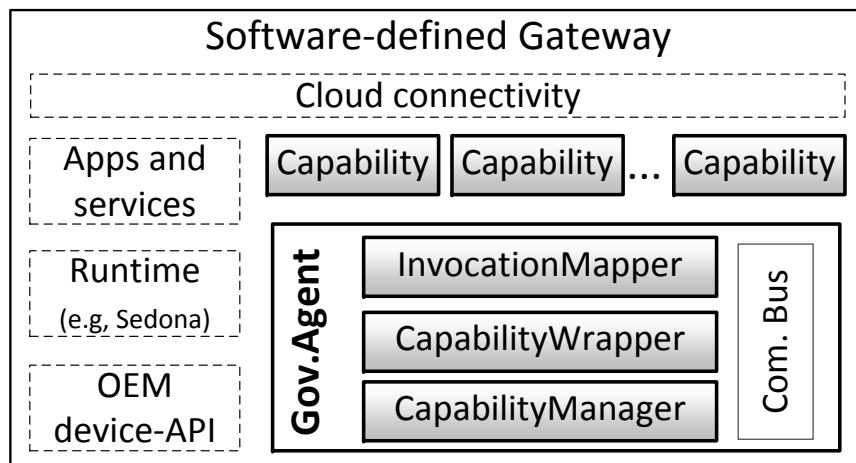 Software-defined Gateway
Cloud connectivity
Apps and
services
Capability
Capability
...
Capability
Runtime
(e.g, Sedona)
OEM
device-API
Gov.Agent
InvocationMapper
CapabilityWrapper
CapabilityManager
Com. Bus